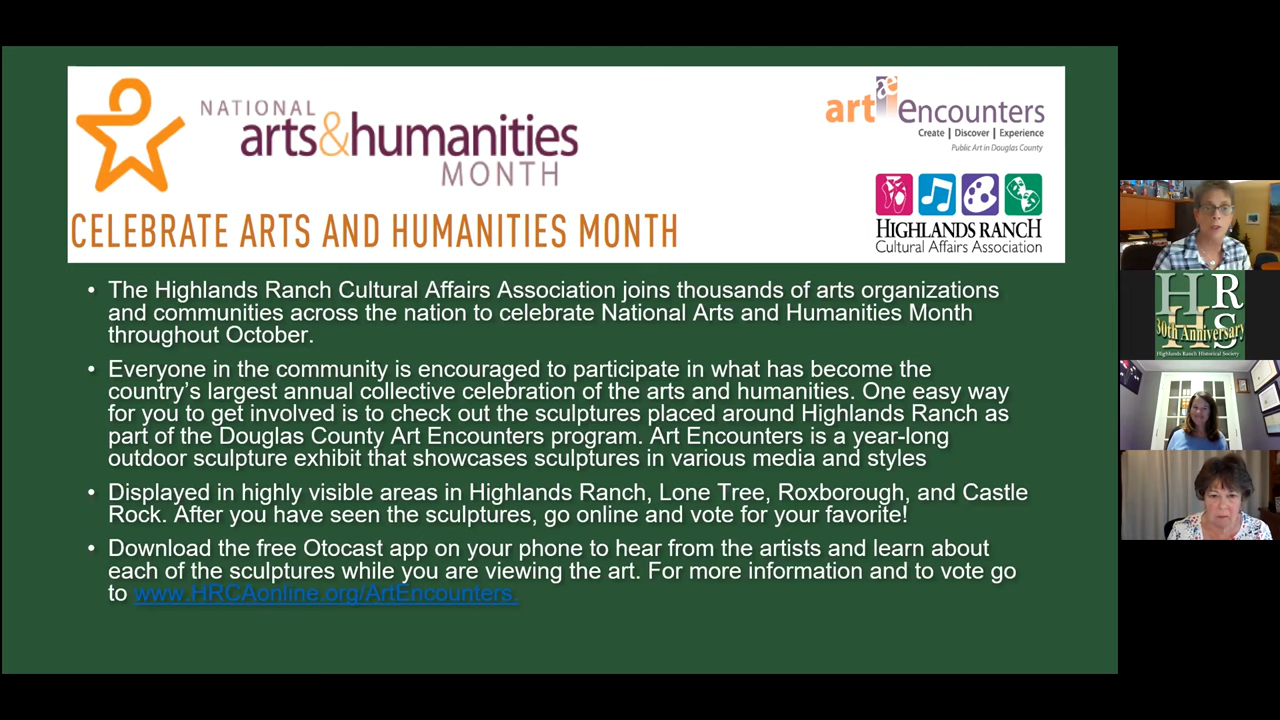 NATIONAL
arts&humanities
MONTH
CELEBRATE ARTS AND HUMANITIES MONTH
ae
art encounters
Create | Discover | Experience
Public Art in Douglas County
HIGHLANDS RANCH
Cultural Affairs Association
• The Highlands Ranch Cultural Affairs Association joins thousands of arts organizations
and communities across the nation to celebrate National Arts and Humanities Month
throughout October.
• Everyone in the community is encouraged to participate in what has become the
country’s largest annual collective celebration of the arts and humanities. One easy way
for you to get involved is to check out the sculptures placed around Highlands Ranch as
part of the Douglas County Art Encounters program. Art Encounters is a year-long
outdoor sculpture exhibit that showcases sculptures in various media and styles
• Displayed in highly visible areas in Highlands Ranch, Lone Tree, Roxborough, and Castle
Rock. After you have seen the sculptures, go online and vote for your favorite!
• Download the free Otocast app on your phone to hear from the artists and learn about
each of the sculptures while you are viewing the art. For more information and to vote go
to www.HRCAonline.org/ArtEncounters.
H R
30th Anniversary
H S
Highlands Ranch Historical Society